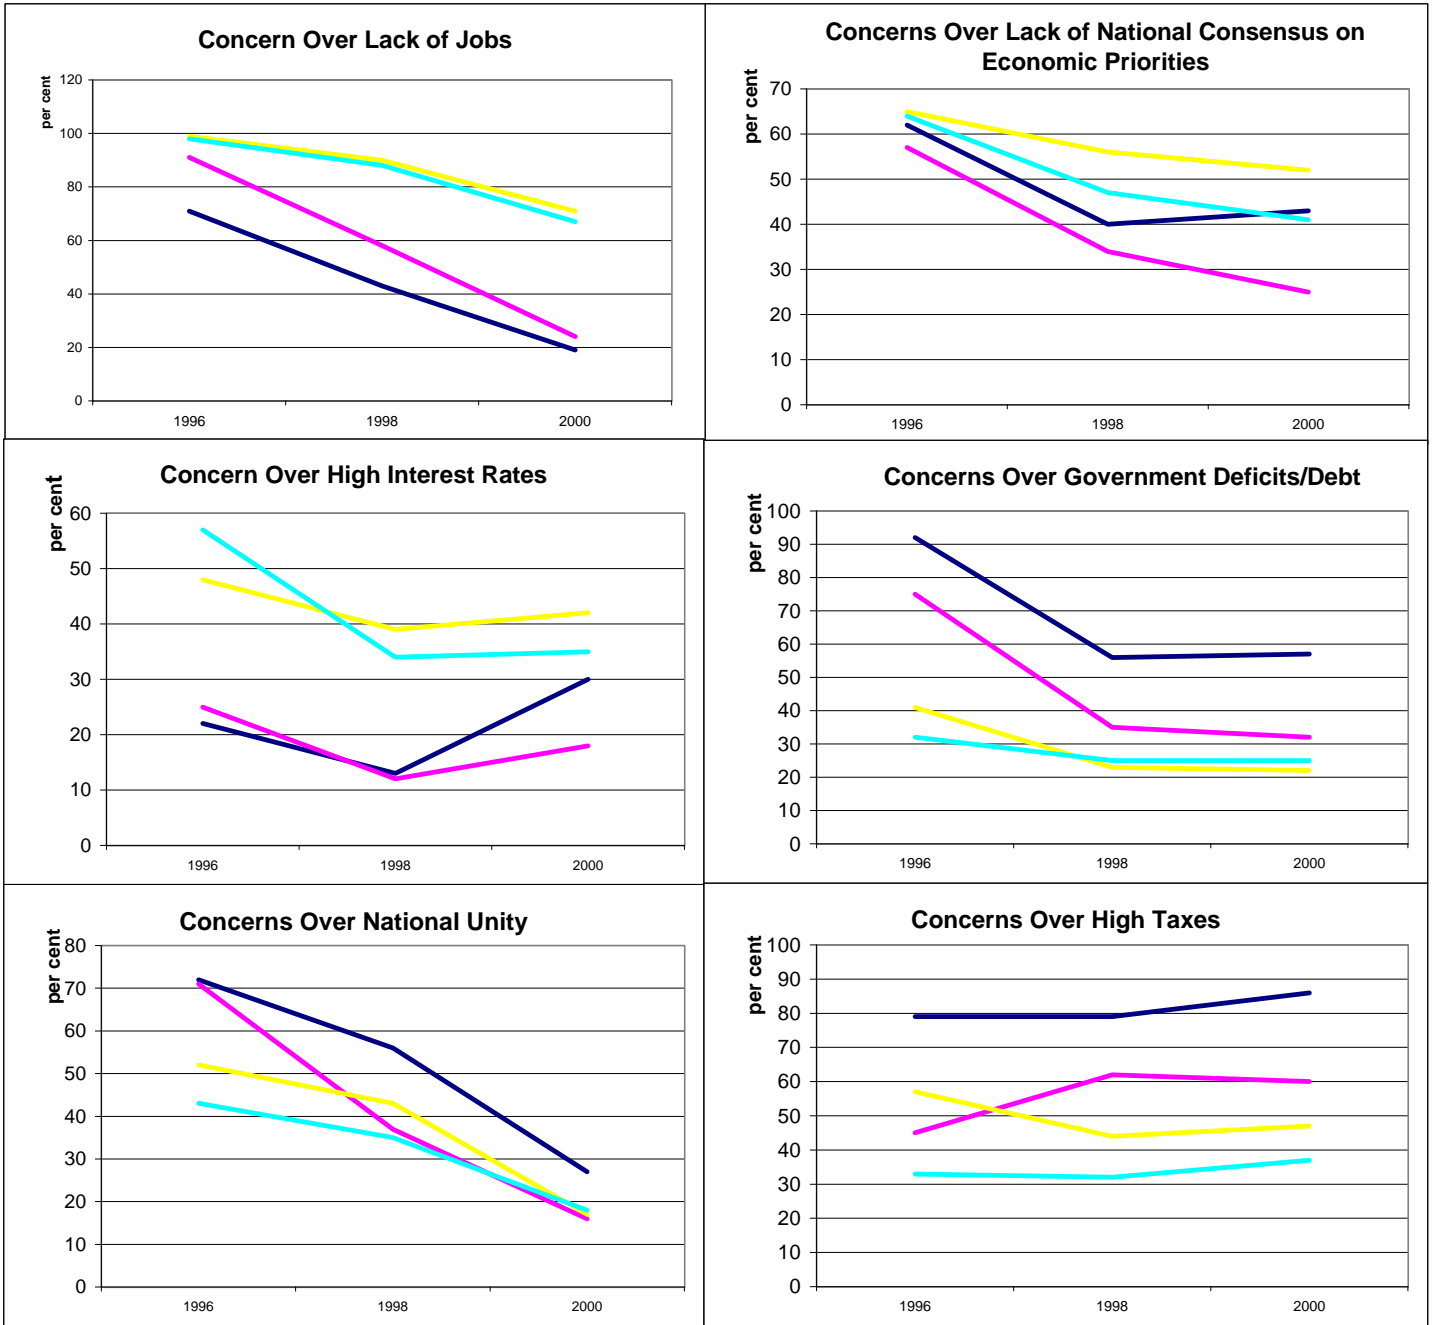 Concern Over Lack of Jobs
per cent
120
100
80
60
40
20
0
1996 1998 2000
Concerns Over Lack of National Consensus on
Economic Priorities
per cent
70
60
50
40
30
20
10
0
1996 1998 2000
Concern Over High Interest Rates
per cent
60
50
40
30
20
10
0
1996 1998 2000
Concerns Over Government Deficits/Debt
per cent
100
90
80
70
60
50
40
30
20
10
0
1996 1998 2000
Concerns Over National Unity
per cent
80
70
60
50
40
30
20
10
0
1996 1998 2000
Concerns Over High Taxes
per cent
100
90
80
70
60
50
40
30
20
10
0
1996 1998 2000